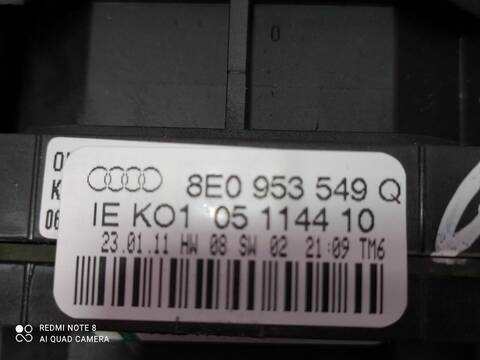 8E0 953 549 Q
IE KO1 05 1144 10
23.01.11 HW 08 SW 02 21:09 TM6
REDMI NOTE 8
AI QUAD CAMERA